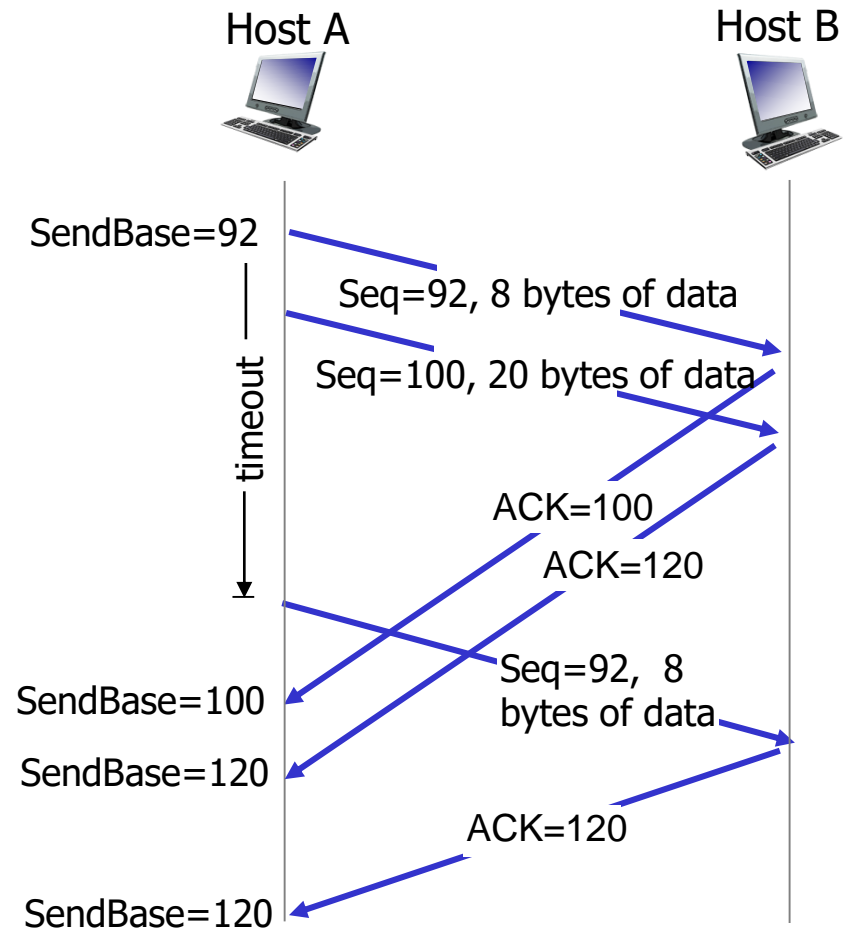 Host A
Host B
SendBase=92
Seq=92, 8 bytes of data
Seq=100, 20 bytes of data
timeout
ACK=100
ACK=120
Seq=92, 8
bytes of data
SendBase=100
SendBase=120
ACK=120
SendBase=120